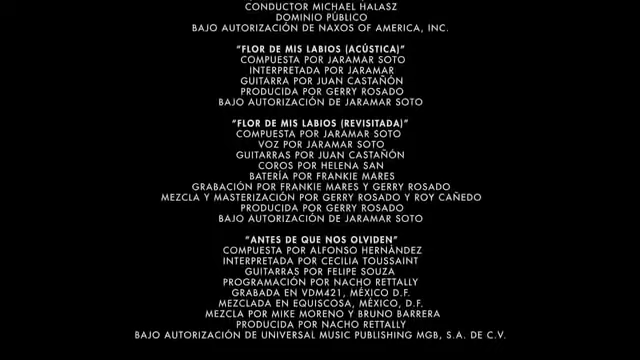 CONDUCTOR MICHAEL HALASZ
DOMINIO PÚBLICO
BAJO AUTORIZACIÓN DE NAXOS OF AMERICA, INC.
"FLOR DE MIS LABIOS (ACÚSTICA)"
COMPUESTA POR JARAMAR SOTO
INTERPRETADA POR JARAMAR
GUITARRA POR JUAN CASTAÑÓN
PRODUCIDA POR GERRY ROSADO
BAJO AUTORIZACIÓN DE JARAMAR SOTO
"FLOR DE MIS LABIOS (REVISITADA)"
COMPUESTA POR JARAMAR SOTO
VOZ POR JARAMAR SOTO
GUITARRAS POR JUAN CASTAÑÓN
COROS POR HELENA SAN
BATERÍA POR FRANKIE MARES
GRABACIÓN POR FRANKIE MARES Y GERRY ROSADO
MEZCLA Y MASTERIZACIÓN POR GERRY ROSADO Y ROY CAÑEDO
PRODUCIDA POR GERRY ROSADO
BAJO AUTORIZACIÓN DE JARAMAR SOTO
"ANTES DE QUE NOS OLVIDEN"
COMPUESTA POR ALFONSO HERNÁNDEZ
INTERPRETADA POR CECILIA TOUSSAINT
GUITARRAS POR FELIPE SOUZA
PROGRAMACIÓN POR NACHO RETTALLY
GRABADA EN VDM421, MÉXICO D.F.
MEZCLADA EN EQUISCOSA, MÉXICO, D.F.
MEZCLA POR MIKE MORENO Y BRUNO BARRERA
PRODUCIDA POR NACHO RETTALLY
BAJO AUTORIZACIÓN DE UNIVERSAL MUSIC PUBLISHING MGB, S.A. DE C.V.